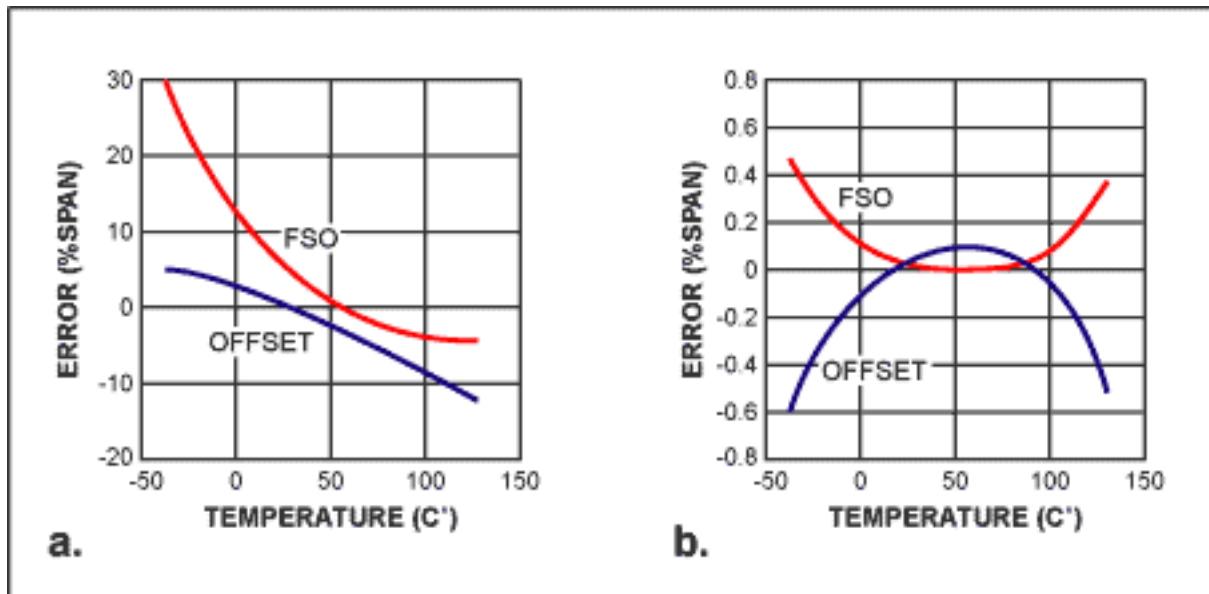 30
20
10
0
-10
-20
-50 0 50 100 150
ERROR (%SPAN)
TEMPERATURE (C°)
FSO
OFFSET
a.
0.8
0.6
0.4
0.2
0
-0.2
-0.4
-0.6
-0.8
-50 0 50 100 150
ERROR (%SPAN)
TEMPERATURE (C°)
FSO
OFFSET
b.